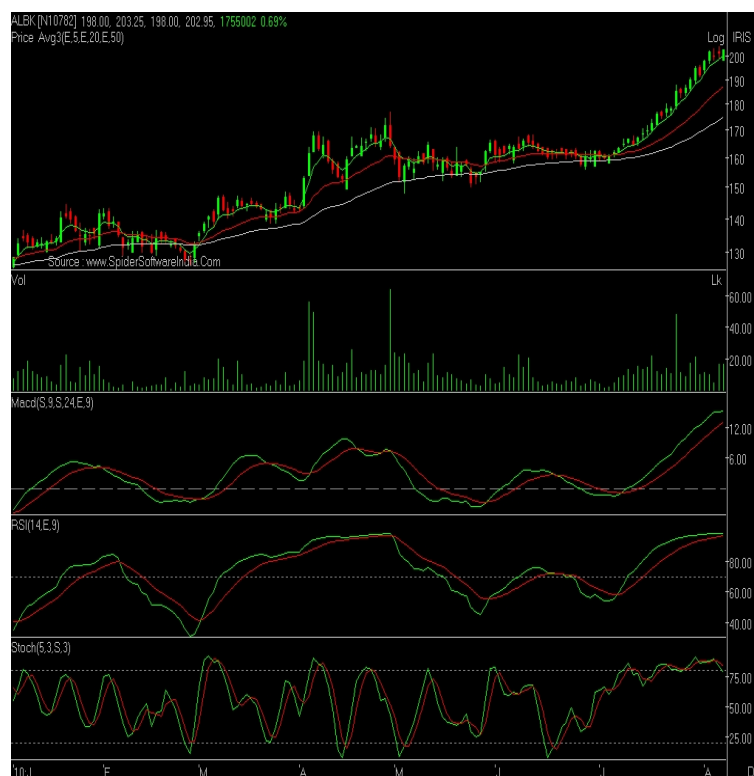 ALBK [N10782] 198.00, 203.25, 198.00, 202.95, 1755002 0.69%
Price Avg3(E,5,E,20,E,50) Log IRIS
200
190
180
170
160
150
140
130
Source : www.SpiderSoftwareIndia.Com
Vol Lk
60.00
40.00
20.00
Macd(S,9,S,24,E,9)
12.00
6.00
RSI(14,E,9)
80.00
60.00
40.00
Stoch(5,3,S,3)
75.00
50.00
25.00
'10:J F M A M J J A D